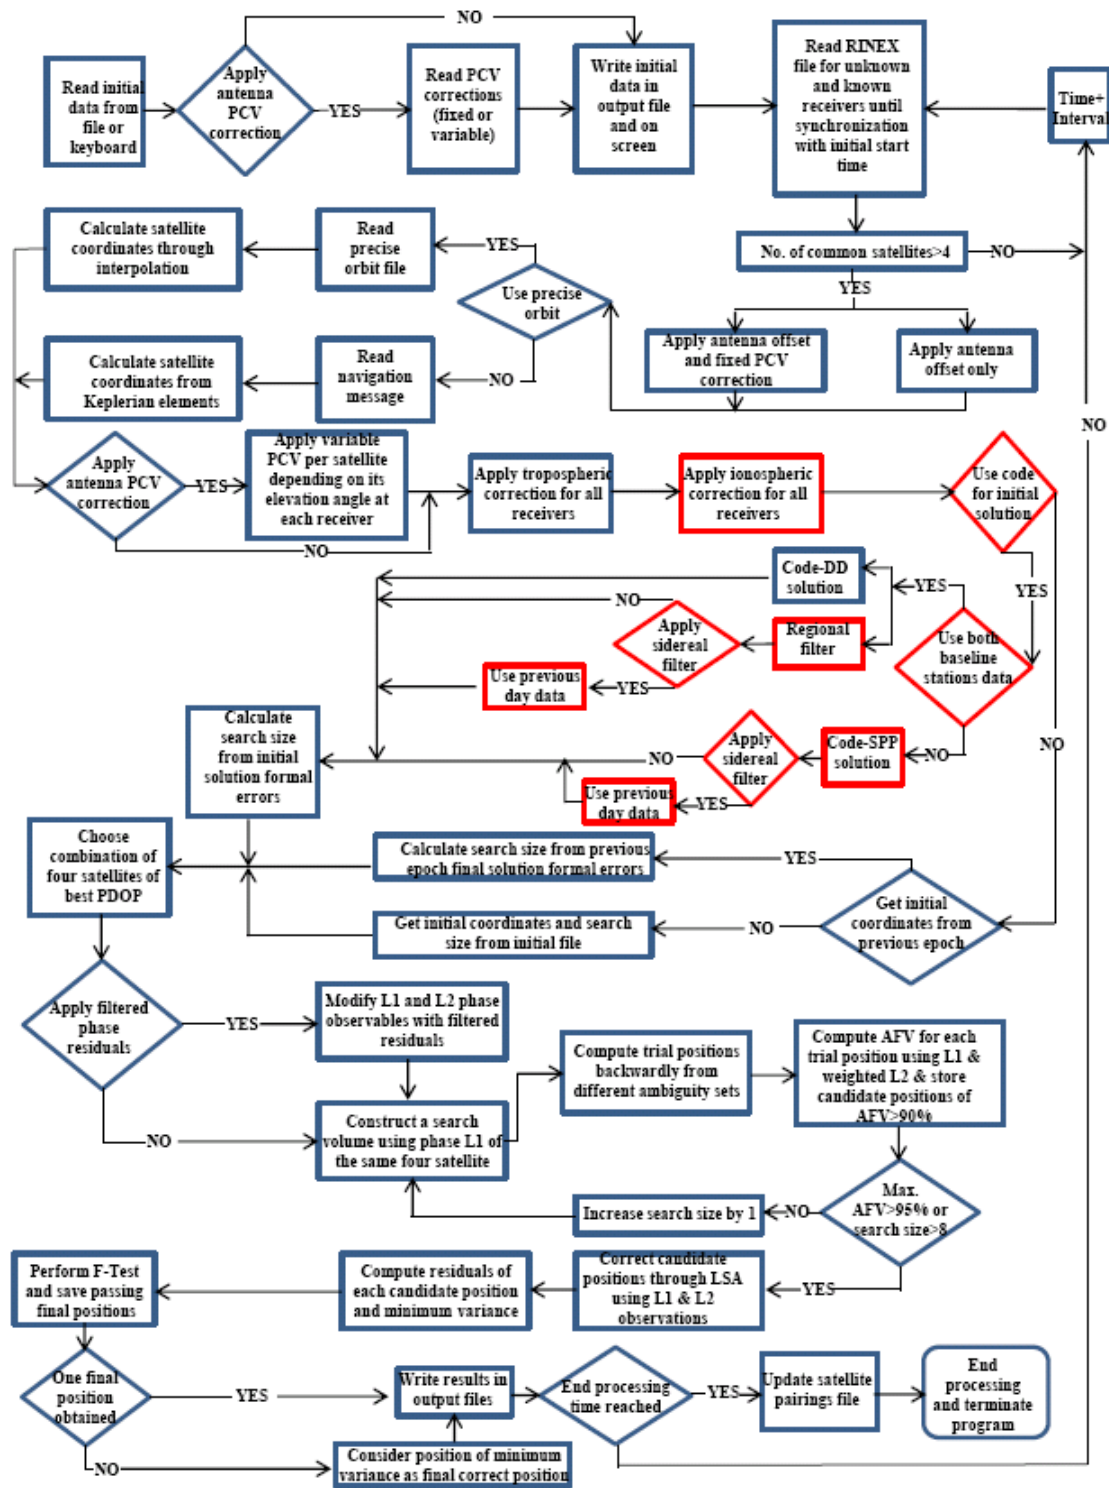 NO
Read initial
data from
file or
keyboard
Apply
antenna
PCV
correction
YES
Read PCV
corrections
(fixed or
variable)
Write initial
data in
output file
and on
screen
Read RINEX
file for unknown
and known
receivers until
synchronization
with initial start
time
Time+
Interval
No. of common satellites>4
NO
YES
Calculate satellite
coordinates through
interpolation
Read
precise
orbit file
YES
Use precise
orbit
NO
Apply antenna offset
and fixed PCV
correction
Apply antenna
offset only
Calculate satellite
coordinates from
Keplerian elements
Read
navigation
message
NO
Apply
antenna PCV
correction
YES
Apply variable
PCV per satellite
depending on its
elevation angle at
each receiver
NO
Apply tropospheric
correction for all
receivers
Apply ionospheric
correction for all
receivers
Use code
for initial
solution
YES
NO
Code-DD
solution
YES
NO
Apply
sidereal
filter
Regional
filter
Use both
baseline
stations data
YES
Use previous
day data
NO
Code-SPP
solution
Apply
sidereal
filter
NO
YES
Use previous
day data
Calculate
search size
from initial
solution formal
errors
Choose
combination of
four satellites of
best PDOP
Calculate search size from previous
epoch final solution formal errors
YES
Get initial
coordinates from
previous epoch
NO
Get initial coordinates and search
size from initial file
Apply filtered
phase
residuals
YES
Modify L1 and L2 phase
observables with filtered
residuals
NO
Construct a search
volume using phase L1 of
the same four satellite
Compute trial positions
backwardly from
different ambiguity sets
Compute AFV for each
trial position using L1 &
weighted L2 & store
candidate positions of
AFV>90%
Max.
AFV>95% or
search size>8
NO
Increase search size by 1
YES
Correct candidate
positions through LSA
using L1 & L2
observations
Compute residuals of
each candidate position
and minimum variance
Perform F-Test
and save passing
final positions
One final
position
obtained
YES
Write results in
output files
End processing
time reached
YES
Update satellite
pairings file
End
processing
and terminate
program
NO
Consider position of minimum
variance as final correct position